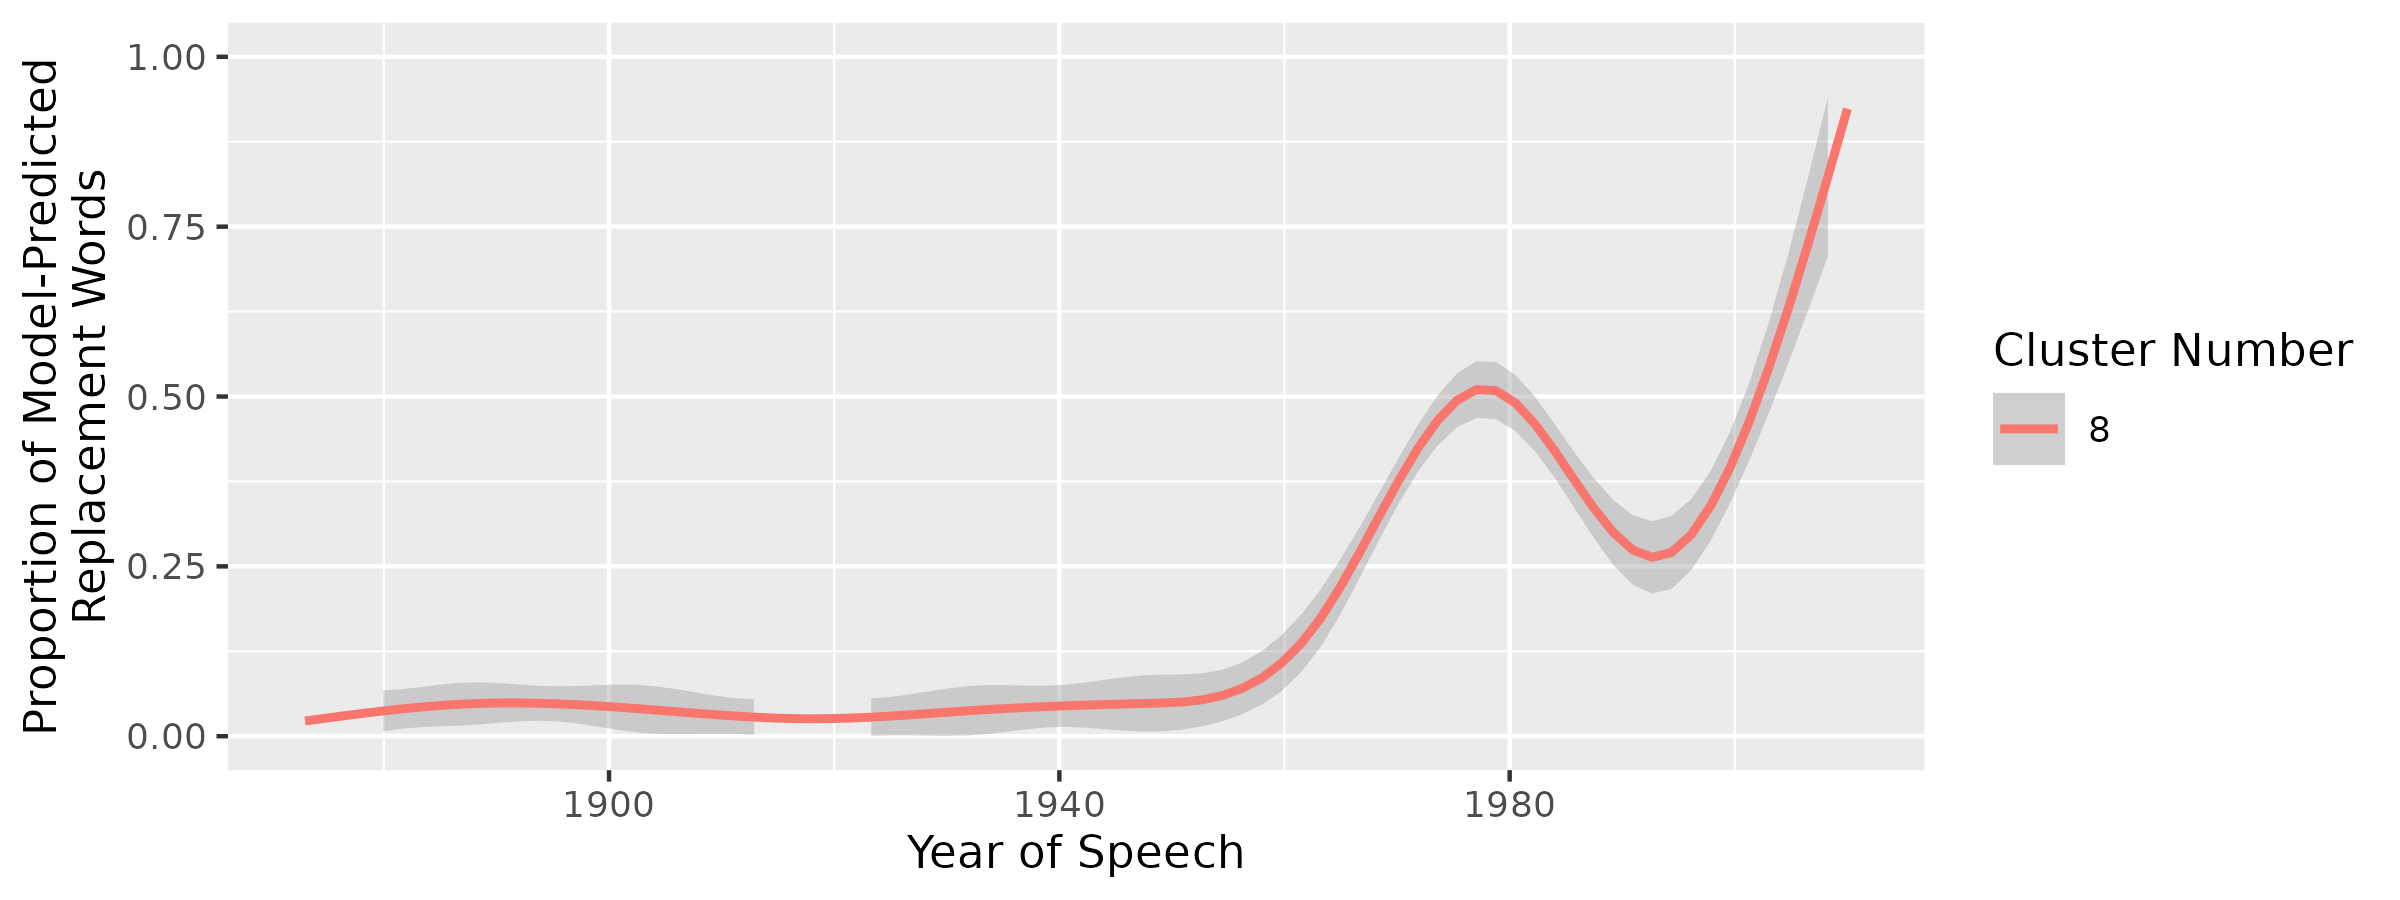 Proportion of Model-Predicted
Replacement Words
1.00
0.75
0.50
0.25
0.00
1900
1940
1980
Year of Speech
Cluster Number
8